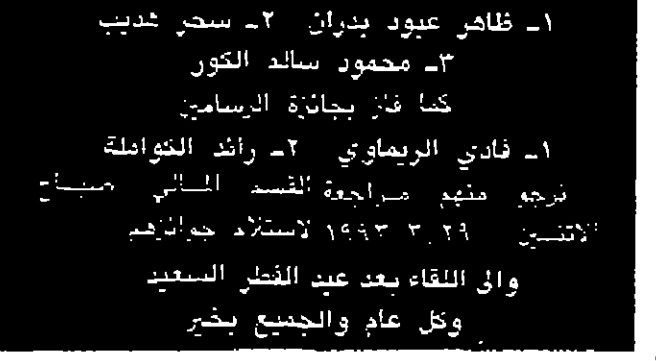 ١ـ ظاهر عبود بدران ٢ـ سحر شديب
٣ـ محمود سالم الكور
كما فاز بجائزة الرسامين
١ـ فادي الريماوي ٢ـ رائد الخواملة
نرجو منهم مراجعة القسم المالي صباح
الاثنين ٢٩ . ٣ . ١٩٩٣ لاستلام جوائزهم
والى اللقاء بعد عيد الفطر السعيد
وكل عام والجميع بخير